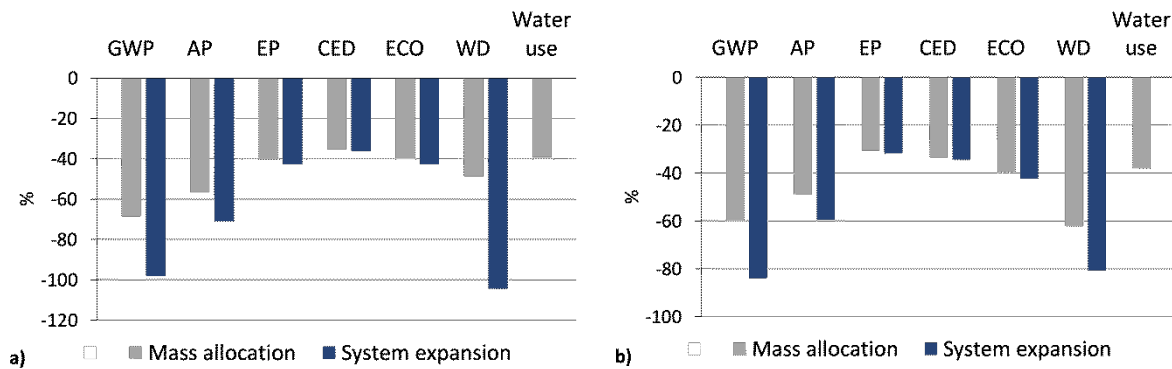 Water
GWP AP EP CED ECO WD use
0
-20
-40
-60
-80
-100
-120
%
Mass allocation System expansion
a)
Water
GWP AP EP CED ECO WD use
0
-20
-40
-60
-80
-100
%
Mass allocation System expansion
b)